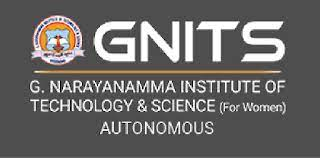 GNITS
G. NARAYANAMMA INSTITUTE OF
TECHNOLOGY & SCIENCE (For Women)
AUTONOMOUS